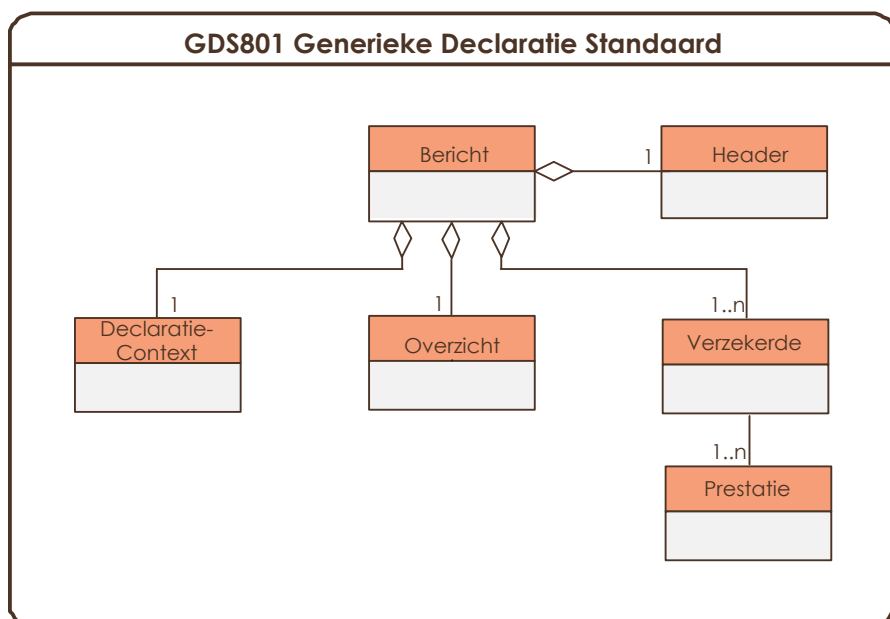 GDS801 Generieke Declaratie Standaard
Bericht
1
Header
1
Declaratie-
Context
1
Overzicht
1..n
Verzekerde
1..n
Prestatie